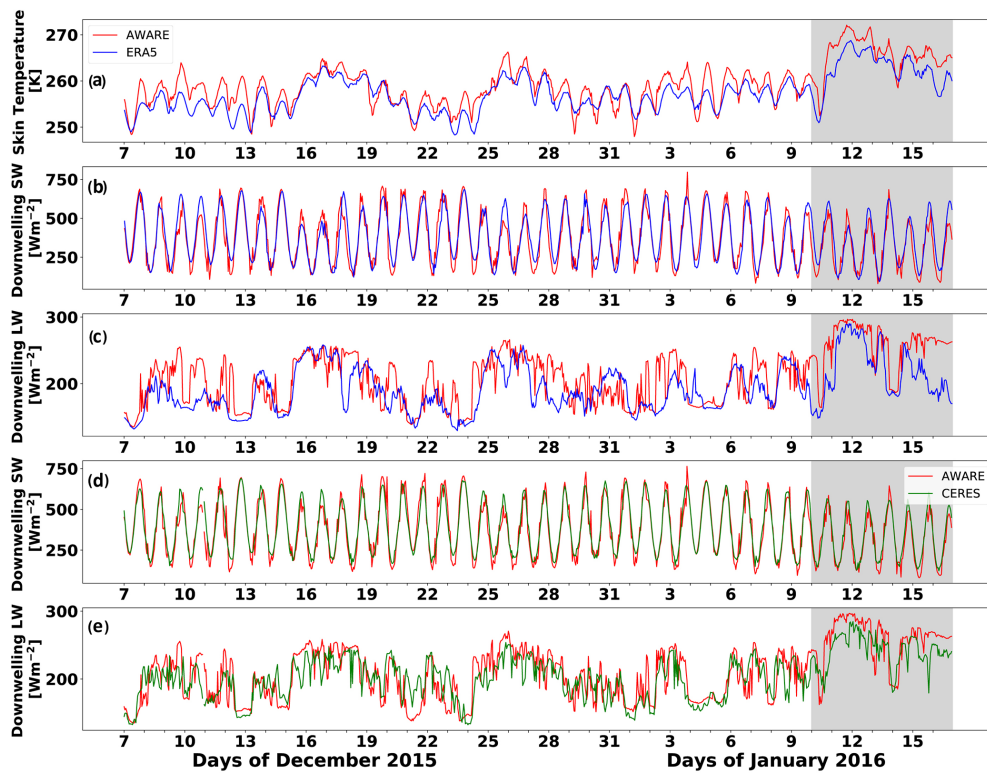 AWARE
ERA5
(a)
Skin Temperature
[K]
270
260
250
7 10 13 16 19 22 25 28 31 3 6 9 12 15
(b)
Downwelling SW
[Wm⁻²]
750
500
250
7 10 13 16 19 22 25 28 31 3 6 9 12 15
(c)
Downwelling LW
[Wm⁻²]
300
200
7 10 13 16 19 22 25 28 31 3 6 9 12 15
(d)
AWARE
CERES
Downwelling SW
[Wm⁻²]
750
500
250
7 10 13 16 19 22 25 28 31 3 6 9 12 15
(e)
Downwelling LW
[Wm⁻²]
300
200
7 10 13 16 19 22 25 28 31 3 6 9 12 15
Days of December 2015 Days of January 2016